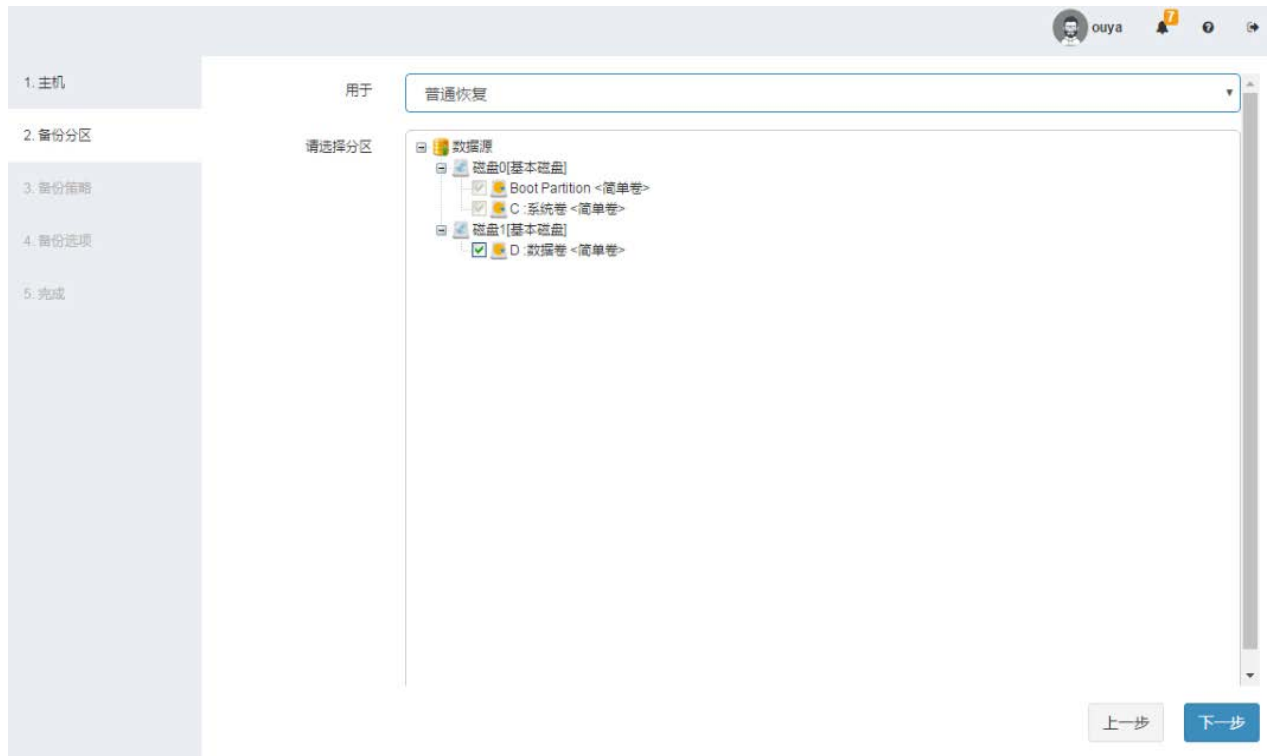 ouya
7
1. 主机
2. 备份分区
3. 备份策略
4. 备份选项
5. 完成
用于
普通恢复
请选择分区
数据源
磁盘0[基本磁盘]
Boot Partition <简单卷>
C :系统卷 <简单卷>
磁盘1[基本磁盘]
D :数据卷 <简单卷>
上一步
下一步